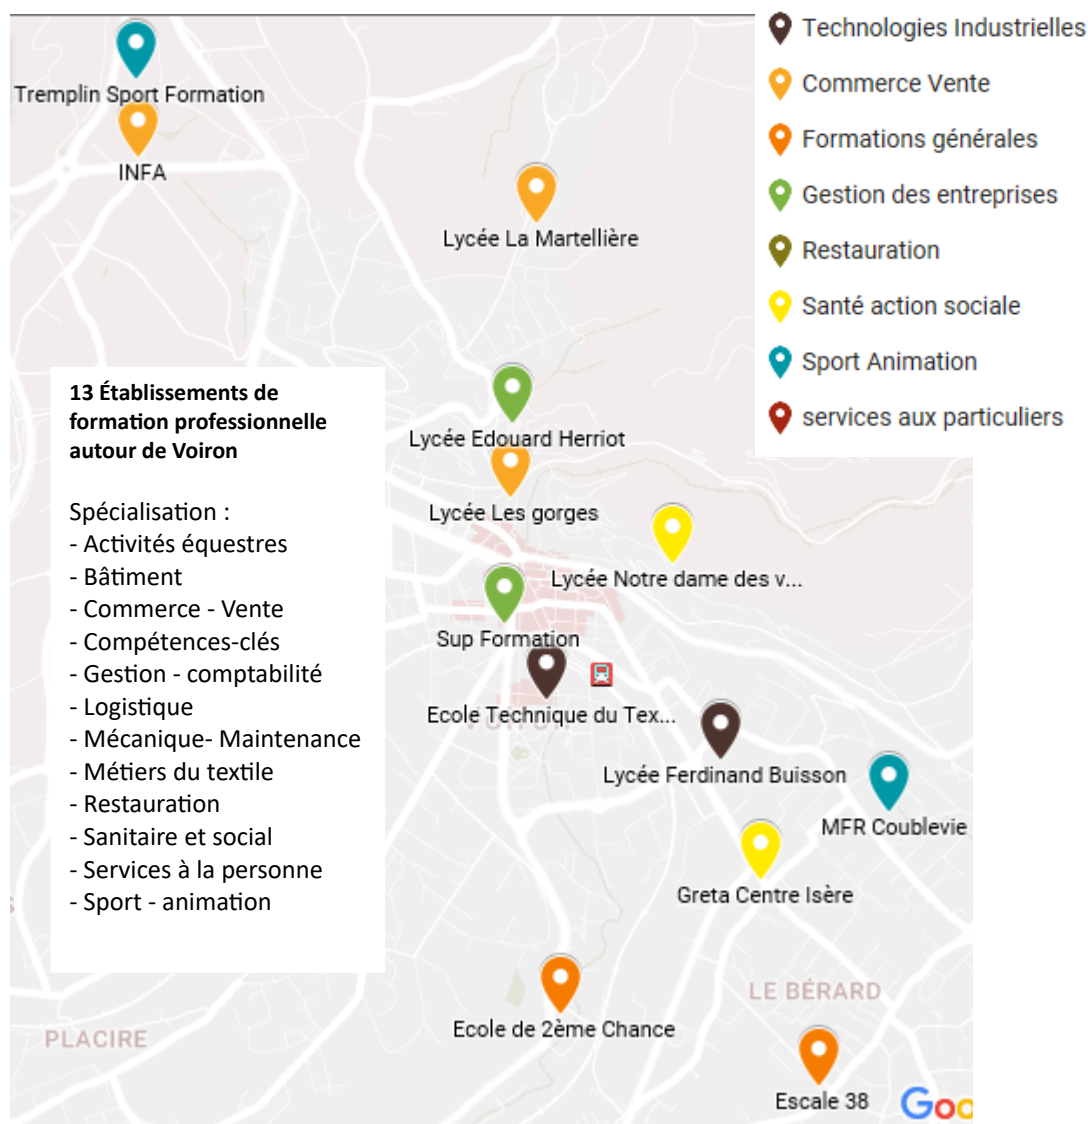 Technologies Industrielles
Commerce Vente
Formations générales
Gestion des entreprises
Restauration
Santé action sociale
Sport Animation
services aux particuliers
Tremplin Sport Formation
INFA
Lycée La Martellière
13 Établissements de
formation professionnelle
autour de Voiron
Spécialisation :
- Activités équestres
- Bâtiment
- Commerce - Vente
- Compétences-clés
- Gestion - comptabilité
- Logistique
- Mécanique- Maintenance
- Métiers du textile
- Restauration
- Sanitaire et social
- Services à la personne
- Sport - animation
Lycée Edouard Herriot
Lycée Les gorges
Lycée Notre dame des v...
Sup Formation
Ecole Technique du Tex...
VOIRON
Lycée Ferdinand Buisson
MFR Coublevie
Greta Centre Isère
LE BÉRARD
Ecole de 2ème Chance
PLACIRE
Escale 38
Goo